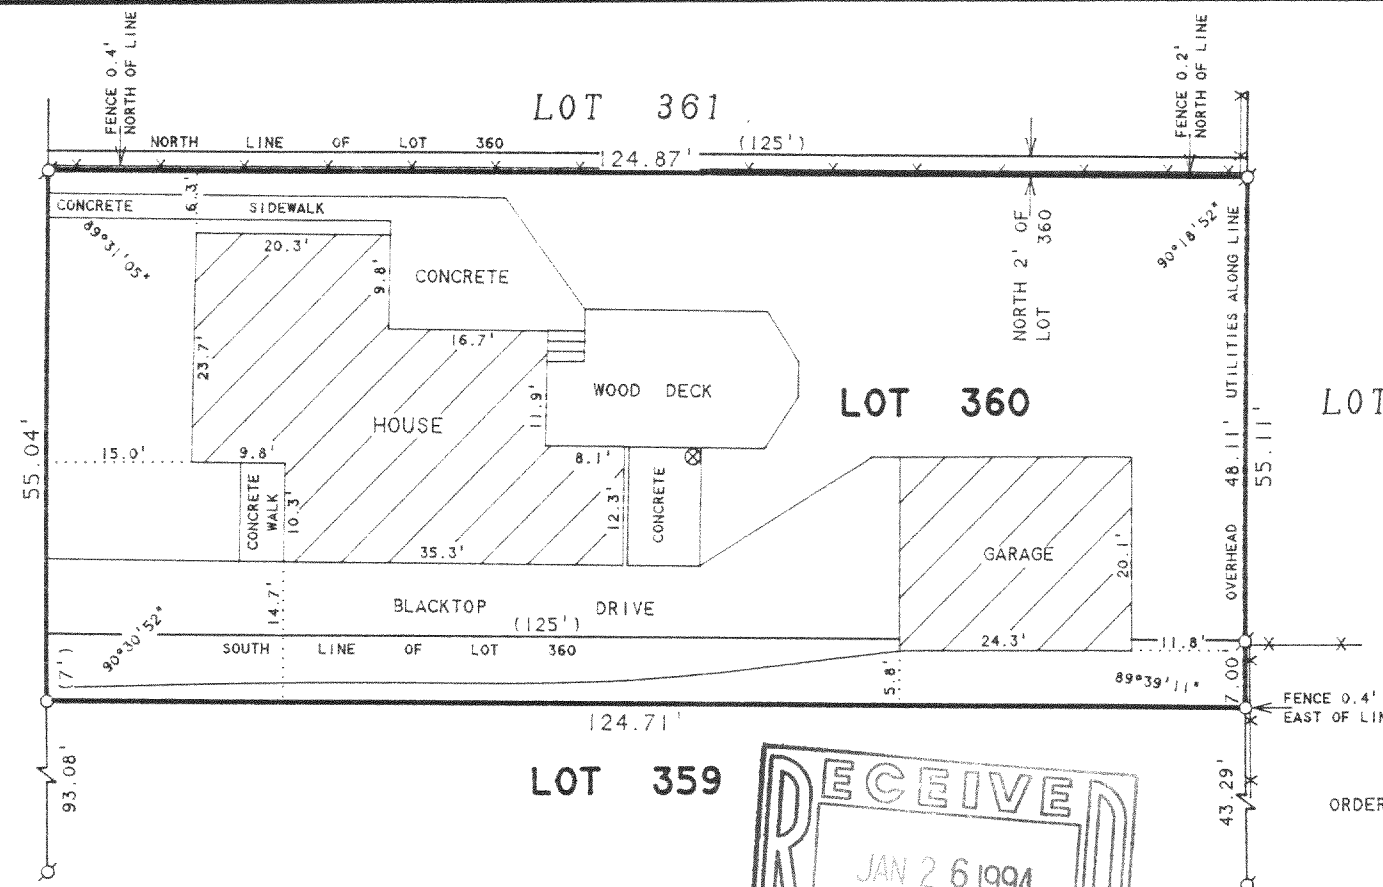 FENCE 0.4'
NORTH OF LINE
FENCE 0.2'
NORTH OF LINE
LOT 361
NORTH LINE OF LOT 360
124.87'
(125')
6.3'
CONCRETE SIDEWALK
89°31'05"
20.3'
9.8'
CONCRETE
90°18'52"
NORTH 2' OF
LOT 360
UTILITIES ALONG LINE
OVERHEAD
23.7'
16.7'
11.9'
WOOD DECK
LOT 360
LOT
HOUSE
55.04'
15.0'
9.8'
8.1'
48.11'
55.11'
CONCRETE
WALK
10.3'
12.3'
CONCRETE
35.3'
GARAGE
20.1'
14.7'
BLACKTOP DRIVE
(125')
90°30'52"
SOUTH LINE OF LOT 360
24.3'
11.8'
(7')
5.8'
89°39'11"
7.00
FENCE 0.4'
EAST OF
124.71'
93.08'
LOT 359
43.29'
ORDER
RECEIVED
JAN 26 1994